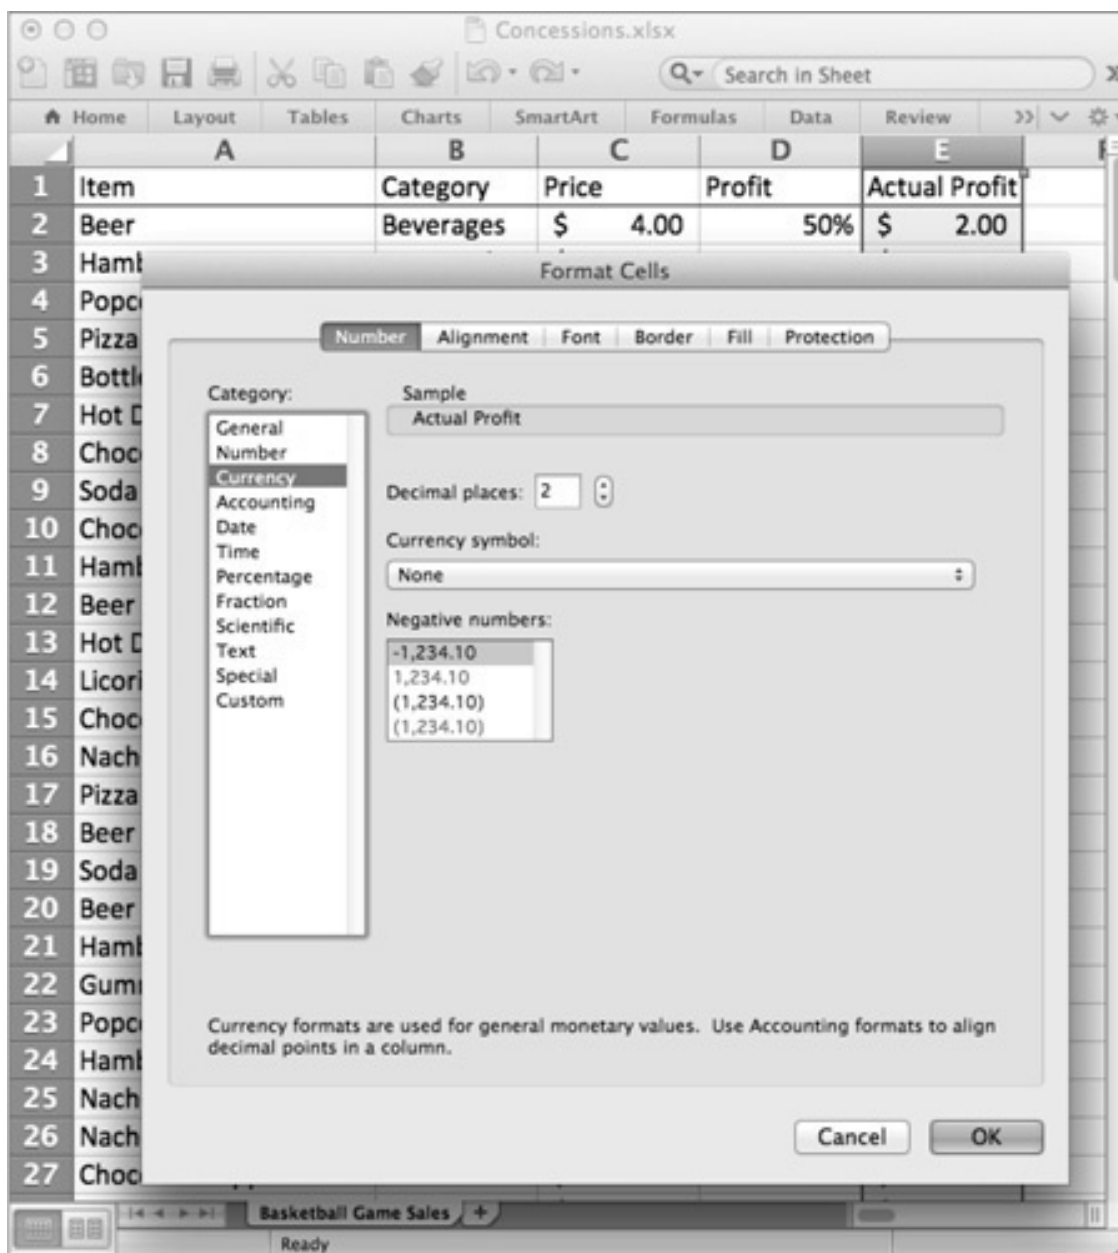 Concessions.xlsx
Search in Sheet
Home Layout Tables Charts SmartArt Formulas Data Review
A B C D E
1 Item Category Price Profit Actual Profit
2 Beer Beverages $ 4.00 50% $ 2.00
3
Format Cells
4
5 Pizza
6
7 Hot
8
9 Soda
10
11
12 Beer
13 Hot
14
15
16
17 Pizza
18 Beer
19 Soda
20 Beer
21
22
23
24
25
26
27
Number Alignment Font Border Fill Protection
Category:
General
Number
Currency
Accounting
Date
Time
Percentage
Fraction
Scientific
Text
Special
Custom
Sample
Actual Profit
Decimal places: 2
Currency symbol:
None
Negative numbers:
-1,234.10
1,234.10
(1,234.10)
(1,234.10)
Currency formats are used for general monetary values. Use Accounting formats to align
decimal points in a column.
Cancel OK
Basketball Game Sales
Ready